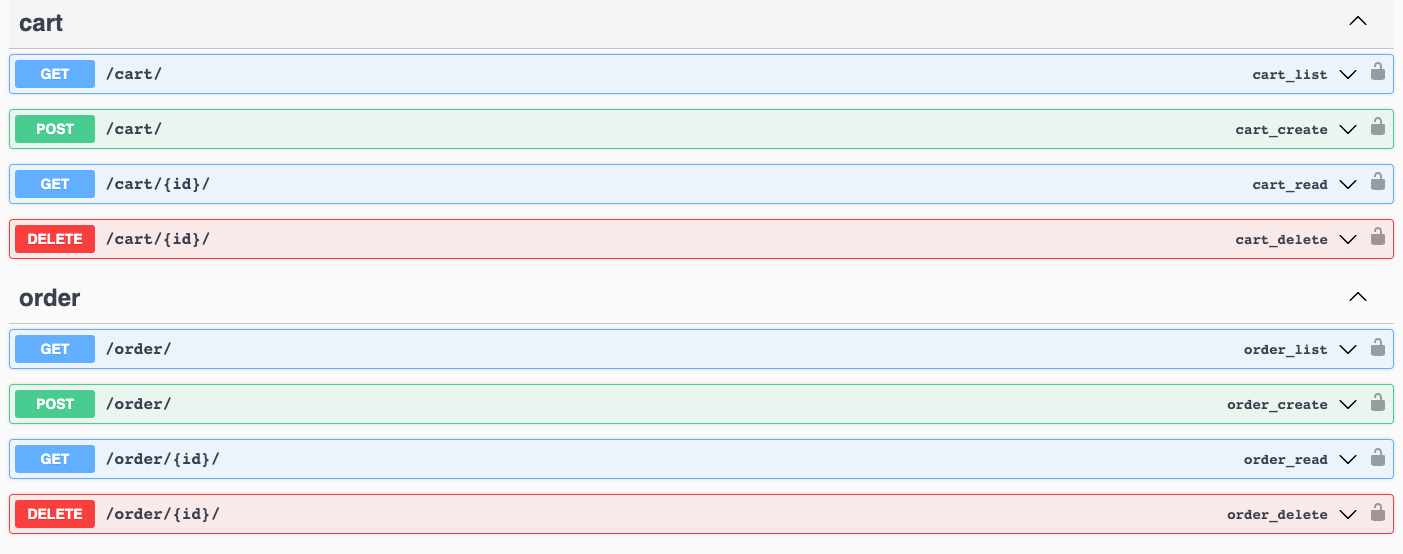 cart
GET /cart/ cart_list
POST /cart/ cart_create
GET /cart/{id}/ cart_read
DELETE /cart/{id}/ cart_delete
order
GET /order/ order_list
POST /order/ order_create
GET /order/{id}/ order_read
DELETE /order/{id}/ order_delete